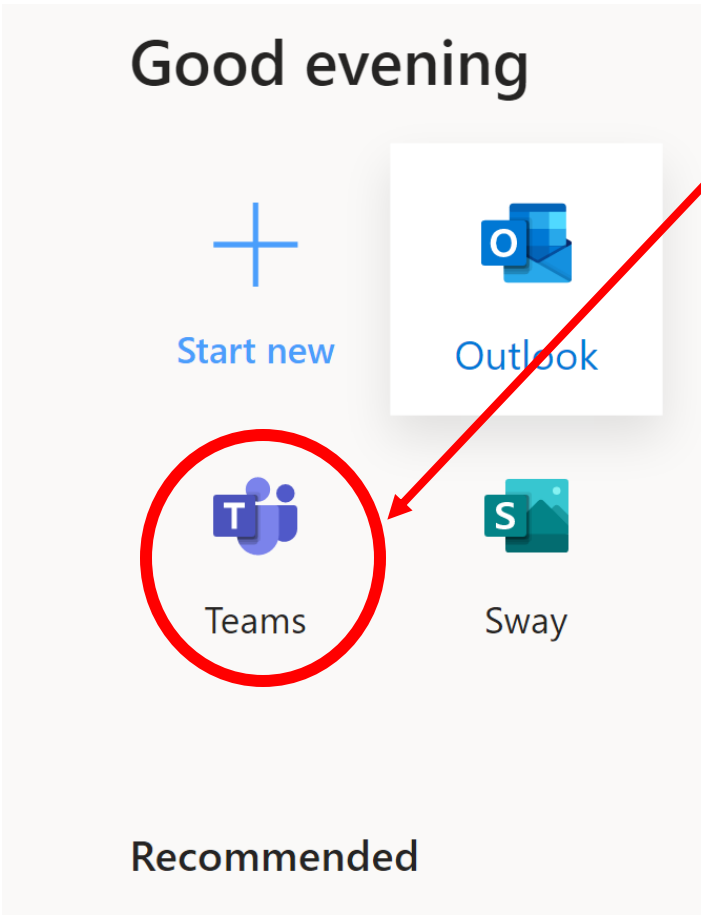 Good evening
O
Start new
Outlook
T
S
Teams
Sway
Recommended